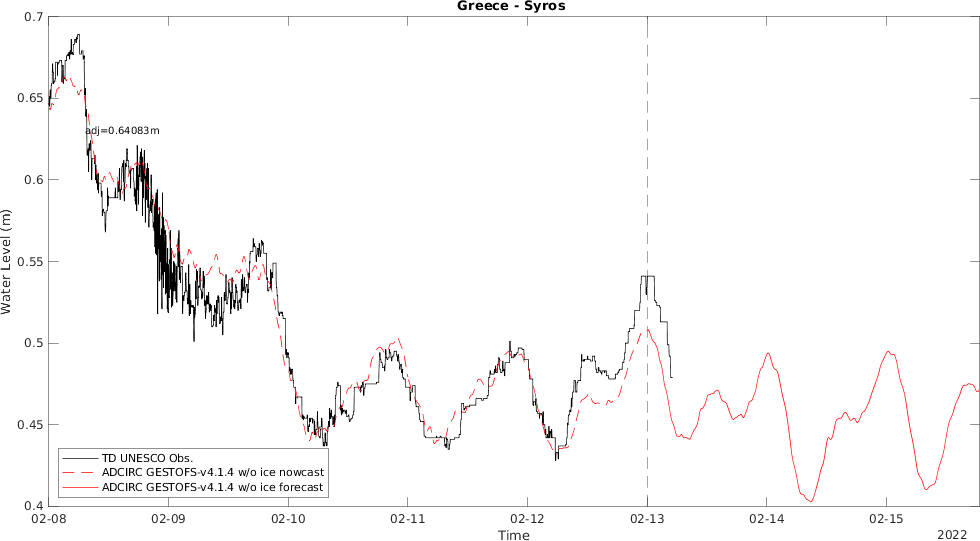 Greece - Syros
0.7
0.65
0.6
0.55
0.5
0.45
0.4
Water Level (m)
adj=0.64083m
TD UNESCO Obs.
ADCIRC GESTOFS-v4.1.4 w/o ice nowcast
ADCIRC GESTOFS-v4.1.4 w/o ice forecast
02-08 02-09 02-10 02-11 02-12 02-13 02-14 02-15
Time
2022